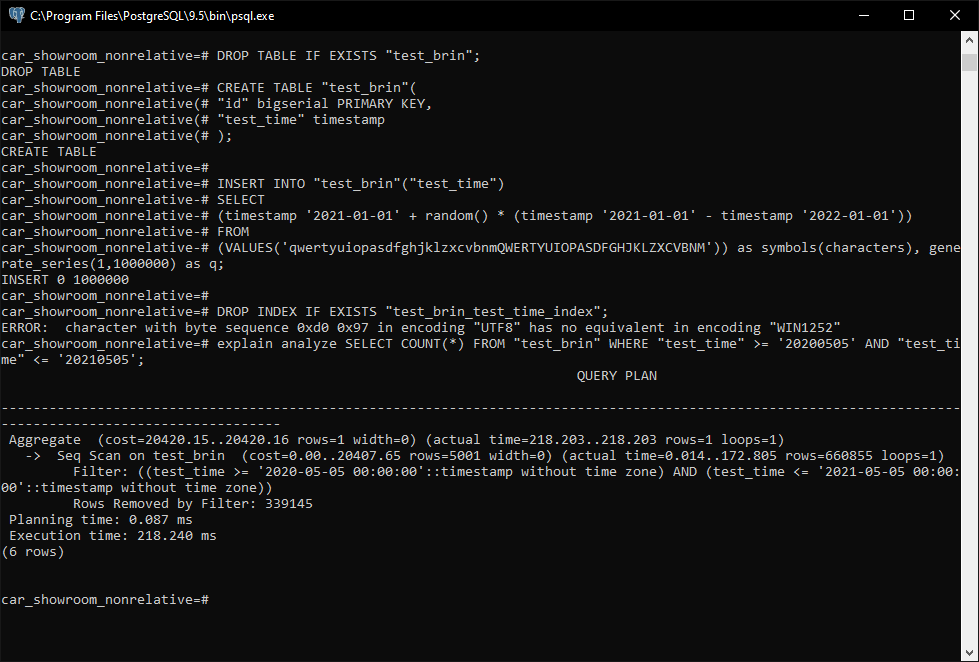 C:\Program Files\PostgreSQL\9.5\bin\psql.exe
car_showroom_nonrelative=# DROP TABLE IF EXISTS "test_brin";
DROP TABLE
car_showroom_nonrelative=# CREATE TABLE "test_brin"(
car_showroom_nonrelative(# "id" bigserial PRIMARY KEY,
car_showroom_nonrelative(# "test_time" timestamp
car_showroom_nonrelative(# );
CREATE TABLE
car_showroom_nonrelative=#
car_showroom_nonrelative=# INSERT INTO "test_brin"("test_time")
car_showroom_nonrelative-# SELECT
car_showroom_nonrelative-# (timestamp '2021-01-01' + random() * (timestamp '2021-01-01' - timestamp '2022-01-01'))
car_showroom_nonrelative-# FROM
car_showroom_nonrelative-# (VALUES('qwertyuiopasdfghjklzxcvbnmQWERTYUIOPASDFGHJKLZXCVBNM')) as symbols(characters), gene
rate_series(1,1000000) as q;
INSERT 0 1000000
car_showroom_nonrelative=#
car_showroom_nonrelative=# DROP INDEX IF EXISTS "test_brin_test_time_index";
ERROR:  character with byte sequence 0xd0 0x97 in encoding "UTF8" has no equivalent in encoding "WIN1252"
car_showroom_nonrelative=# explain analyze SELECT COUNT(*) FROM "test_brin" WHERE "test_time" >= '20200505' AND "test_ti
me" <= '20210505';
QUERY PLAN
------------------------------------------------------------------------------------------------------------------------
-----------------------------------
 Aggregate  (cost=20420.15..20420.16 rows=1 width=0) (actual time=218.203..218.203 rows=1 loops=1)
   ->  Seq Scan on test_brin  (cost=0.00..20407.65 rows=5001 width=0) (actual time=0.014..172.805 rows=660855 loops=1)
         Filter: ((test_time >= '2020-05-05 00:00:00'::timestamp without time zone) AND (test_time <= '2021-05-05 00:00:
00'::timestamp without time zone))
         Rows Removed by Filter: 339145
 Planning time: 0.087 ms
 Execution time: 218.240 ms
(6 rows)
car_showroom_nonrelative=#